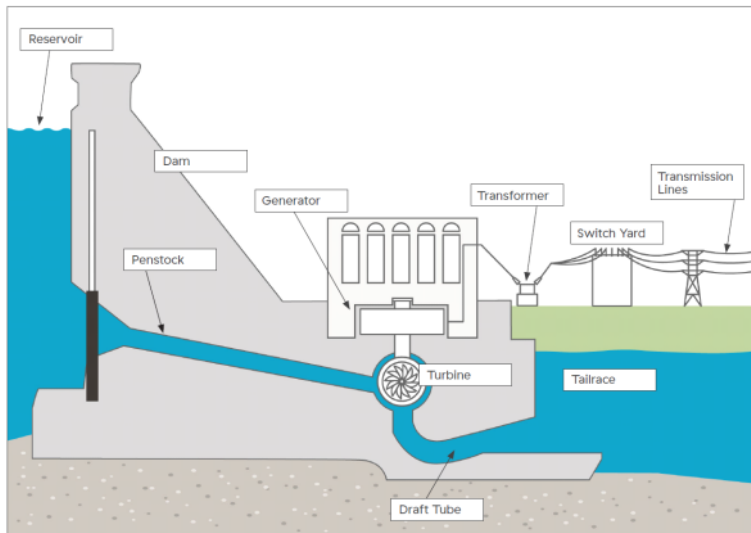 Reservoir
Dam
Penstock
Generator
Transformer
Switch Yard
Transmission
Lines
Turbine
Tailrace
Draft Tube